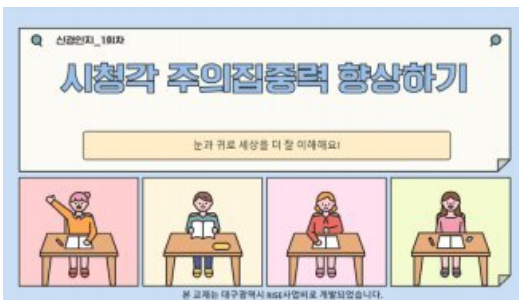 신경인지_1회차
시청각 주의집중력 향상하기
눈과 귀로 세상을 더 잘 이해해요!
본 교재는 대구광역시 RISE사업비로 개발되었습니다.